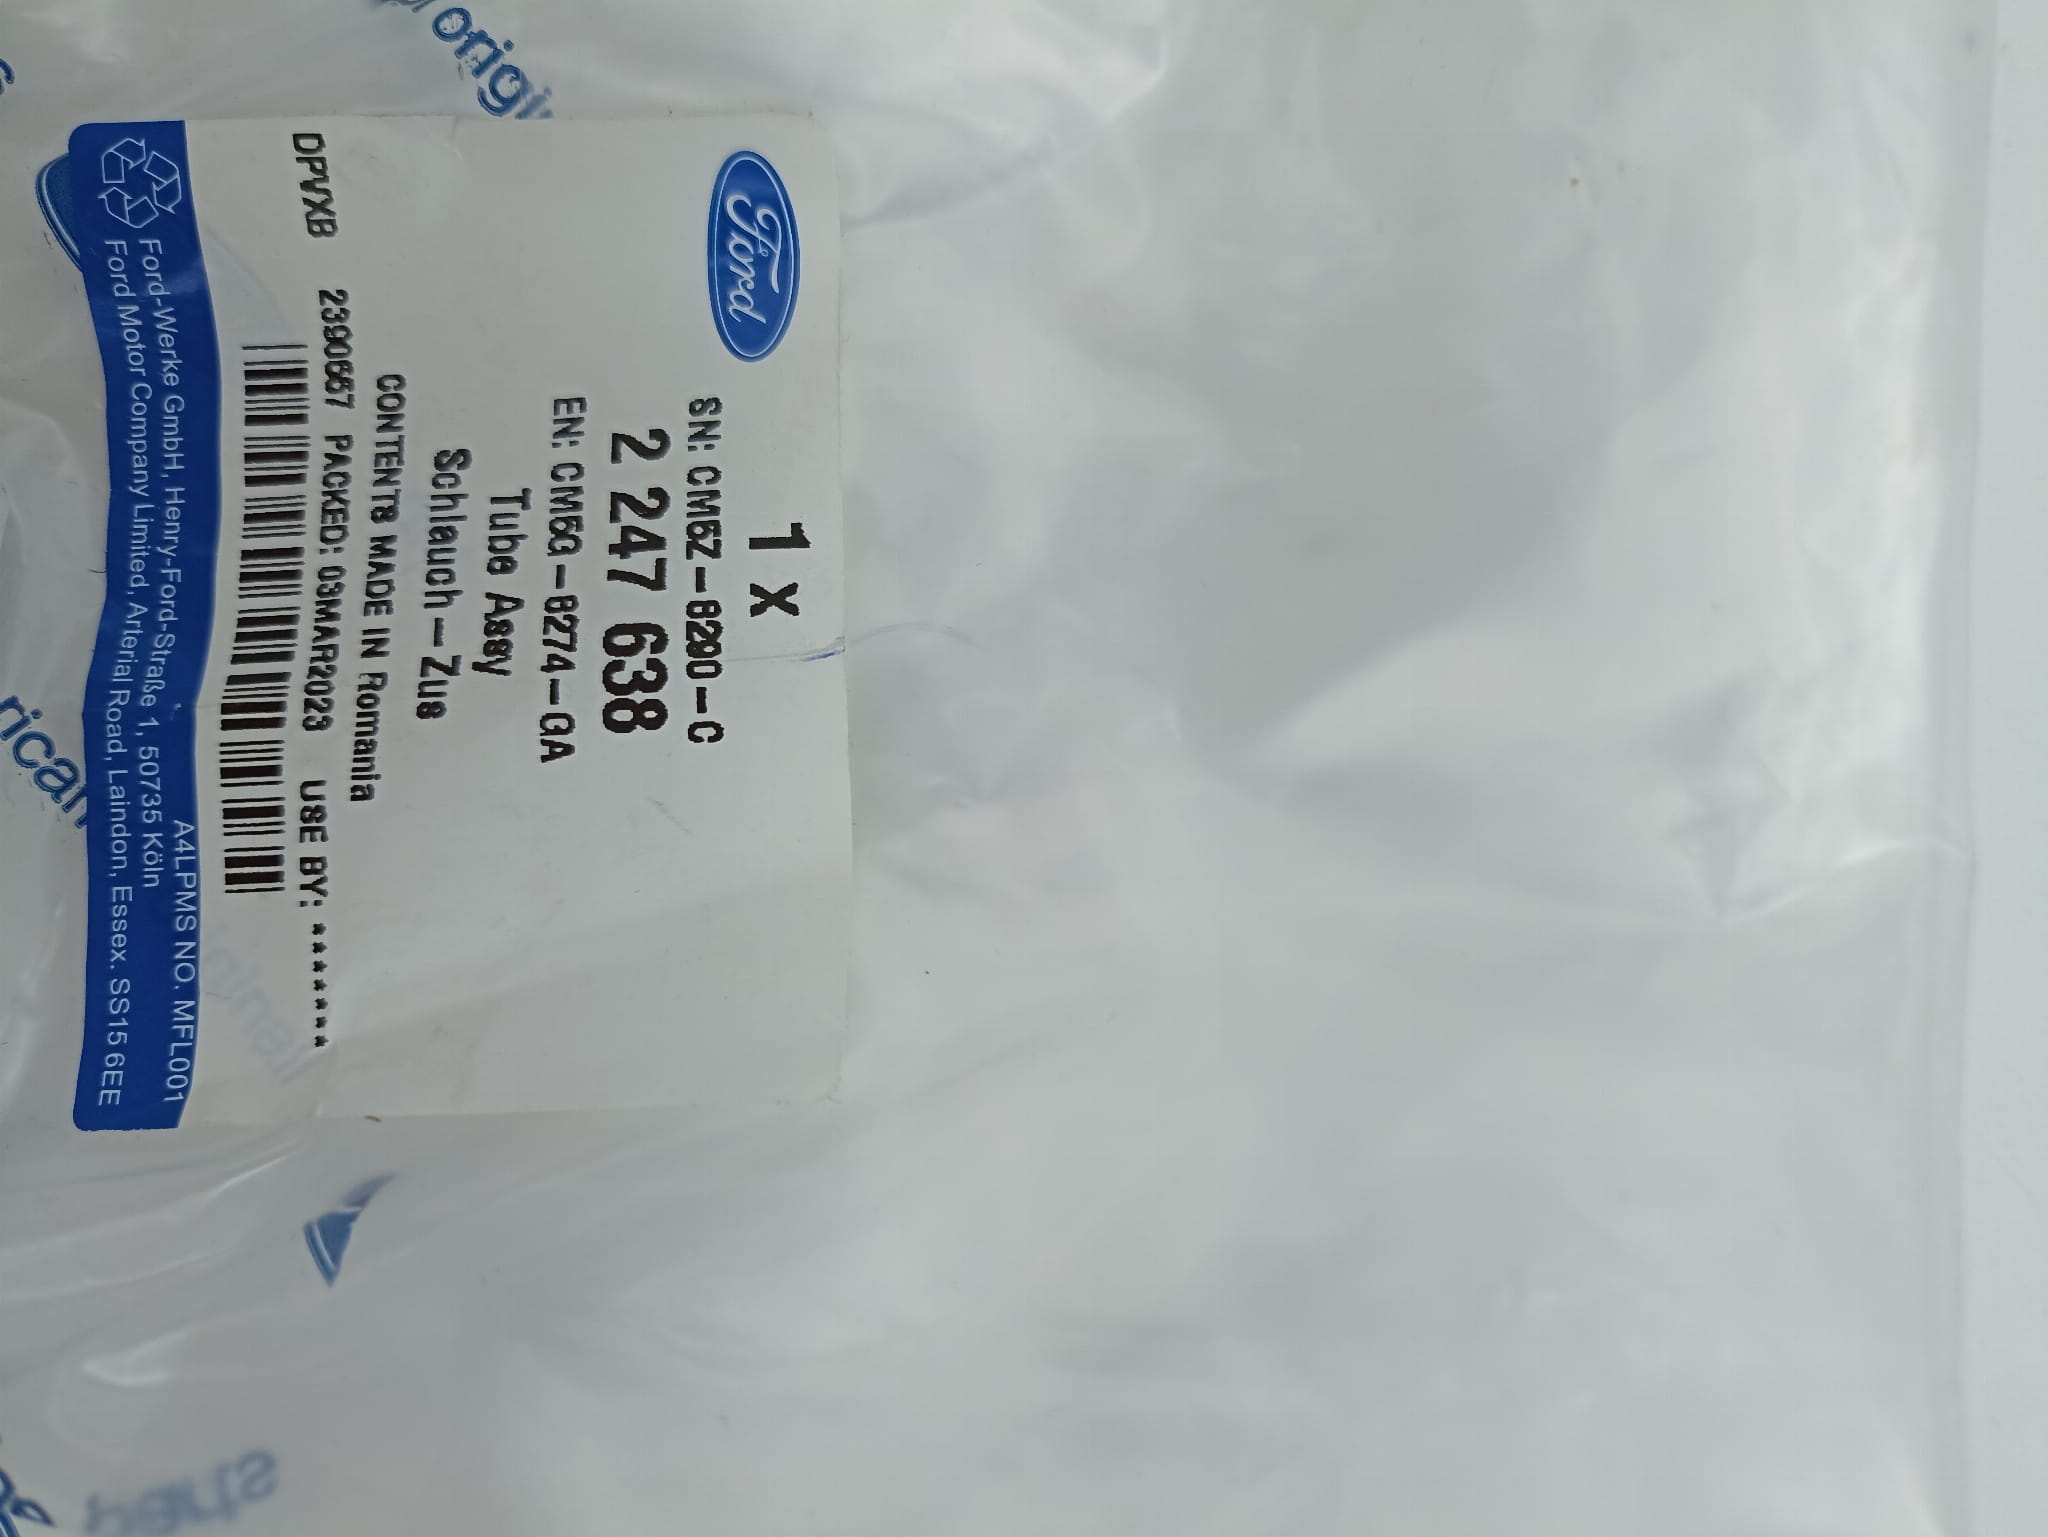 Ford
1 x
SN: CM5Z-8290-C
2 247 638
EN: CM5G-8274-GA
Tube Assy
Schlauch-Zus
CONTENTS MADE IN Romania
DPVXB 2390667 PACKED: 03MAR2023 USE BY: ********
A4LPMS NO. MFL001
Ford-Werke GmbH, Henry-Ford-Straße 1, 50735 Köln
Ford Motor Company Limited, Arterial Road, Laindon, Essex. SS15 6EE